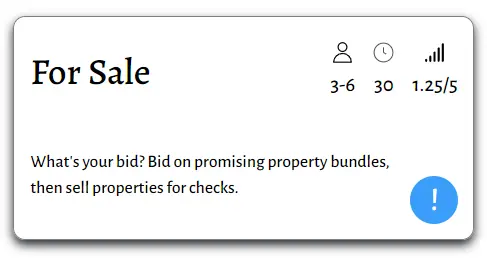 For Sale
3-6 30 1.25/5
What's your bid? Bid on promising property bundles,
then sell properties for checks.
!